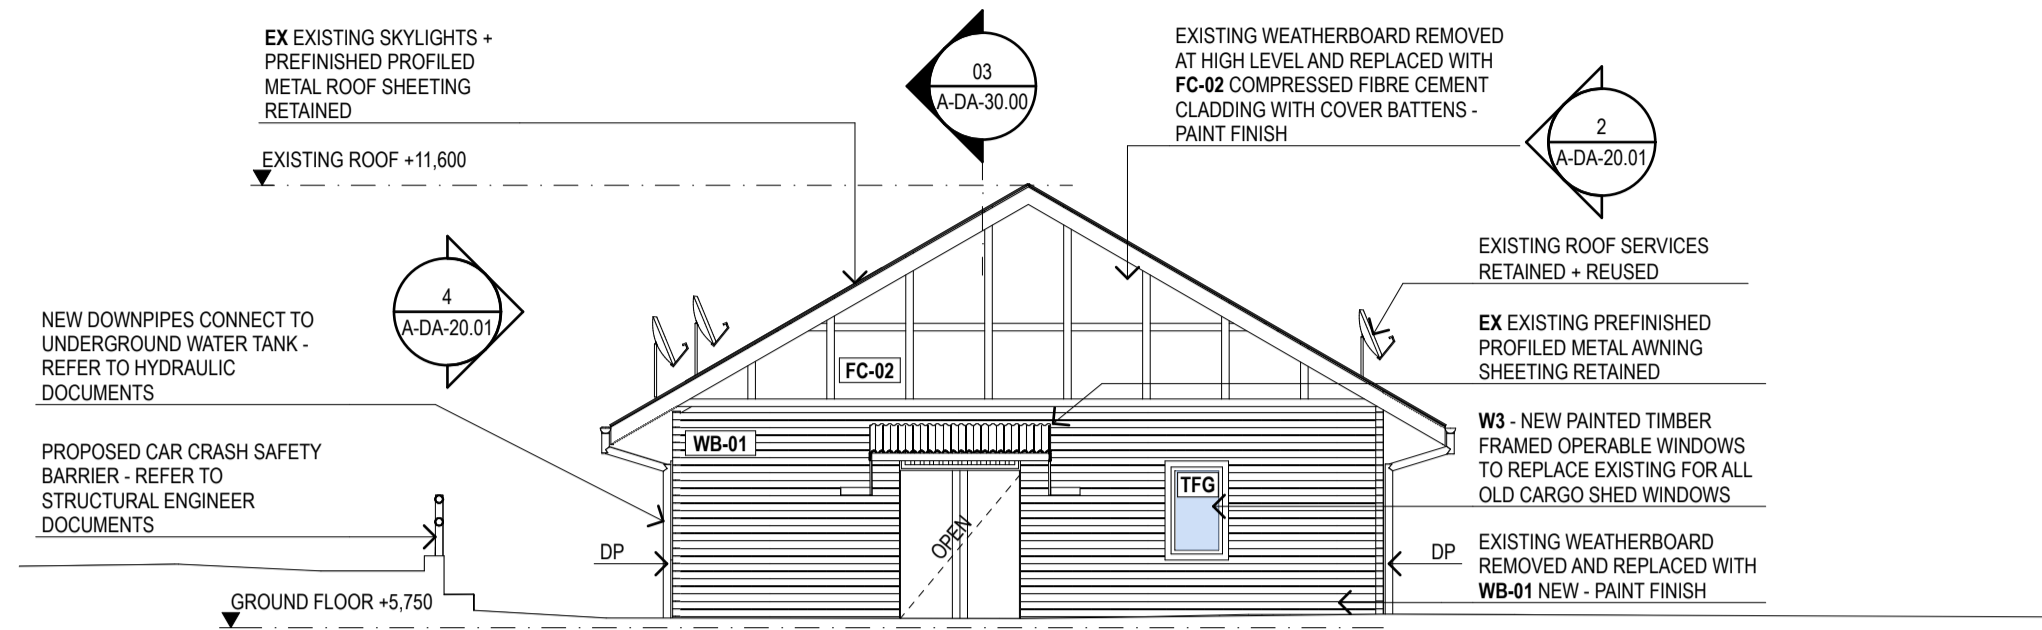 EX EXISTING SKYLIGHTS +
PREFINISHED PROFILED
METAL ROOF SHEETING
RETAINED
EXISTING ROOF +11,600
03
A-DA-30.00
EXISTING WEATHERBOARD REMOVED
AT HIGH LEVEL AND REPLACED WITH
FC-02 COMPRESSED FIBRE CEMENT
CLADDING WITH COVER BATTENS -
PAINT FINISH
2
A-DA-20.01
4
A-DA-20.01
NEW DOWNPIPES CONNECT TO
UNDERGROUND WATER TANK -
REFER TO HYDRAULIC
DOCUMENTS
PROPOSED CAR CRASH SAFETY
BARRIER - REFER TO
STRUCTURAL ENGINEER
DOCUMENTS
GROUND FLOOR +5,750
FC-02
WB-01
TFG
OPEN
DP
DP
EXISTING ROOF SERVICES
RETAINED + REUSED
EX EXISTING PREFINISHED
PROFILED METAL AWNING
SHEETING RETAINED
W3 - NEW PAINTED TIMBER
FRAMED OPERABLE WINDOWS
TO REPLACE EXISTING FOR ALL
OLD CARGO SHED WINDOWS
EXISTING WEATHERBOARD
REMOVED AND REPLACED WITH
WB-01 NEW - PAINT FINISH